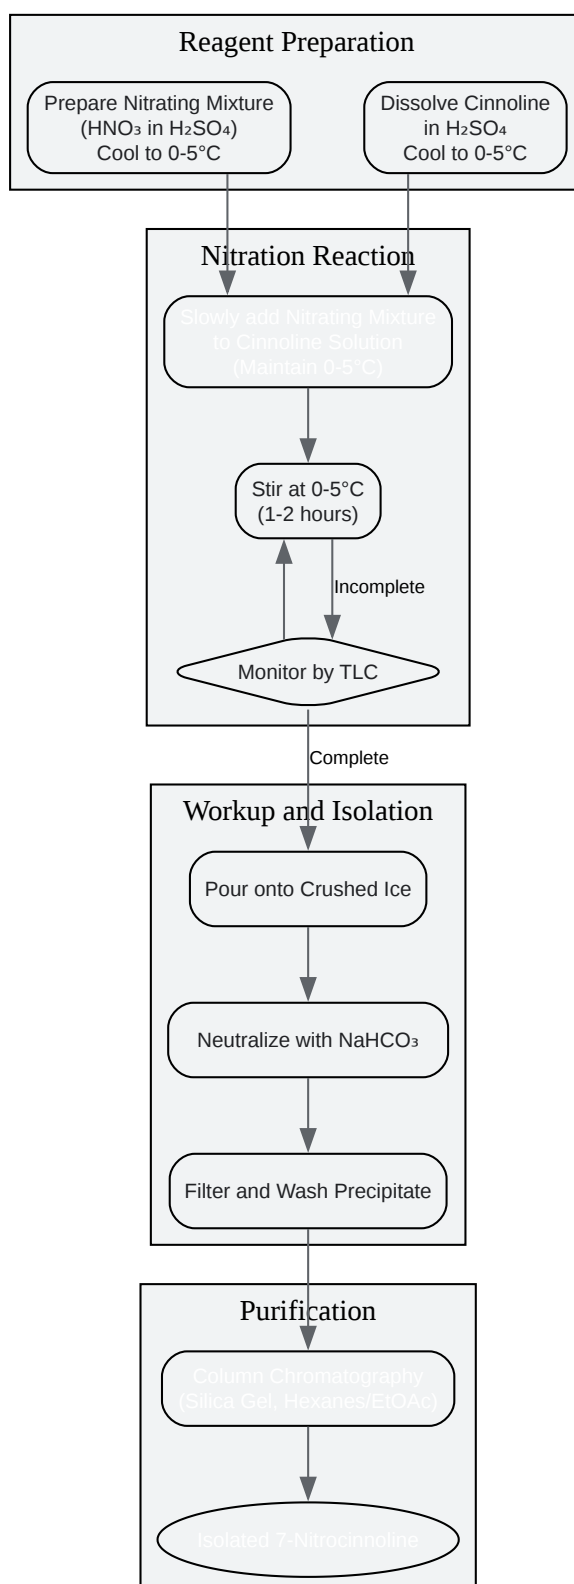 Reagent Preparation
Prepare Nitrating Mixture
(HNO₃ in H₂SO₄)
Cool to 0-5°C
Dissolve Cinnoline
in H₂SO₄
Cool to 0-5°C
Nitration Reaction
Slowly add Nitrating Mixture
to Cinnoline Solution
(Maintain 0-5°C)
Stir at 0-5°C
(1-2 hours)
Incomplete
Monitor by TLC
Complete
Workup and Isolation
Pour onto Crushed Ice
Neutralize with NaHCO₃
Filter and Wash Precipitate
Purification
Column Chromatography
(Silica Gel, Hexanes/EtOAc)
Isolated 7-Nitrocinnoline